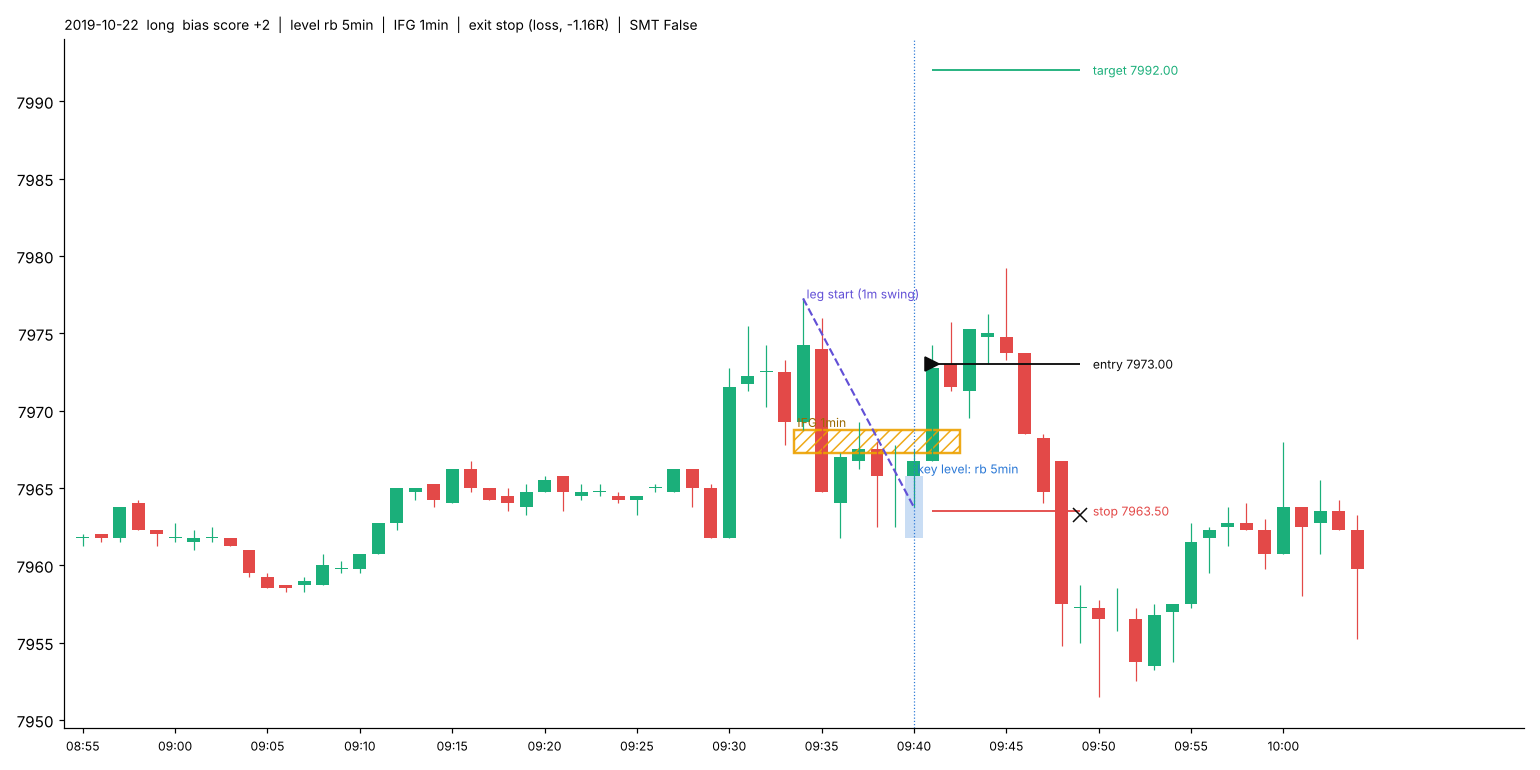 2019-10-22 long bias score +2 | level rb 5min | IFG 1min | exit stop (loss, -1.16R) | SMT False
target 7992.00
7990
7985
7980
leg start (1m swing)
7975
entry 7973.00
7970
IFG 1min
key level: rb 5min
7965
stop 7963.50
7960
7955
7950
08:55 09:00 09:05 09:10 09:15 09:20 09:25 09:30 09:35 09:40 09:45 09:50 09:55 10:00